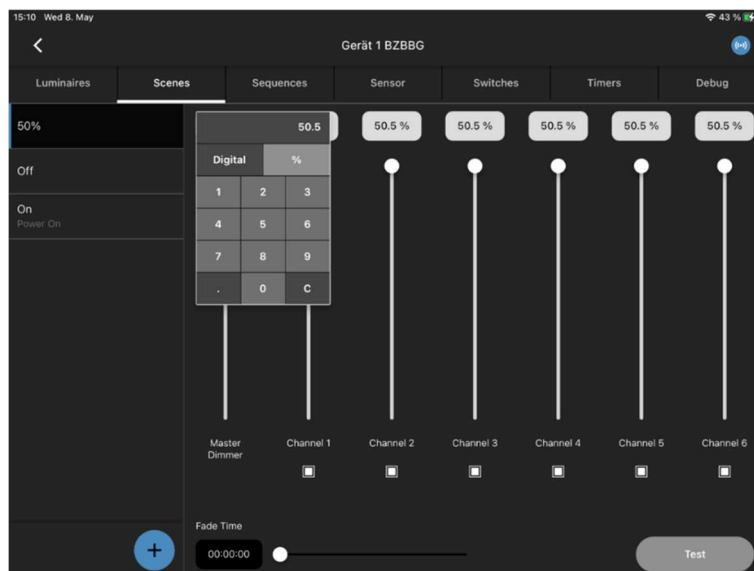 15:10 Wed 8. May 43 %
Gerät 1 BZBBG
Luminaires Scenes Sequences Sensor Switches Timers Debug
50%
Off
On
Power On
50.5
Digital %
1 2 3
4 5 6
7 8 9
. 0 C
50.5 % 50.5 % 50.5 % 50.5 % 50.5 %
Master
Dimmer
Channel 1 Channel 2 Channel 3 Channel 4 Channel 5 Channel 6
Fade Time
00:00:00
+
Test